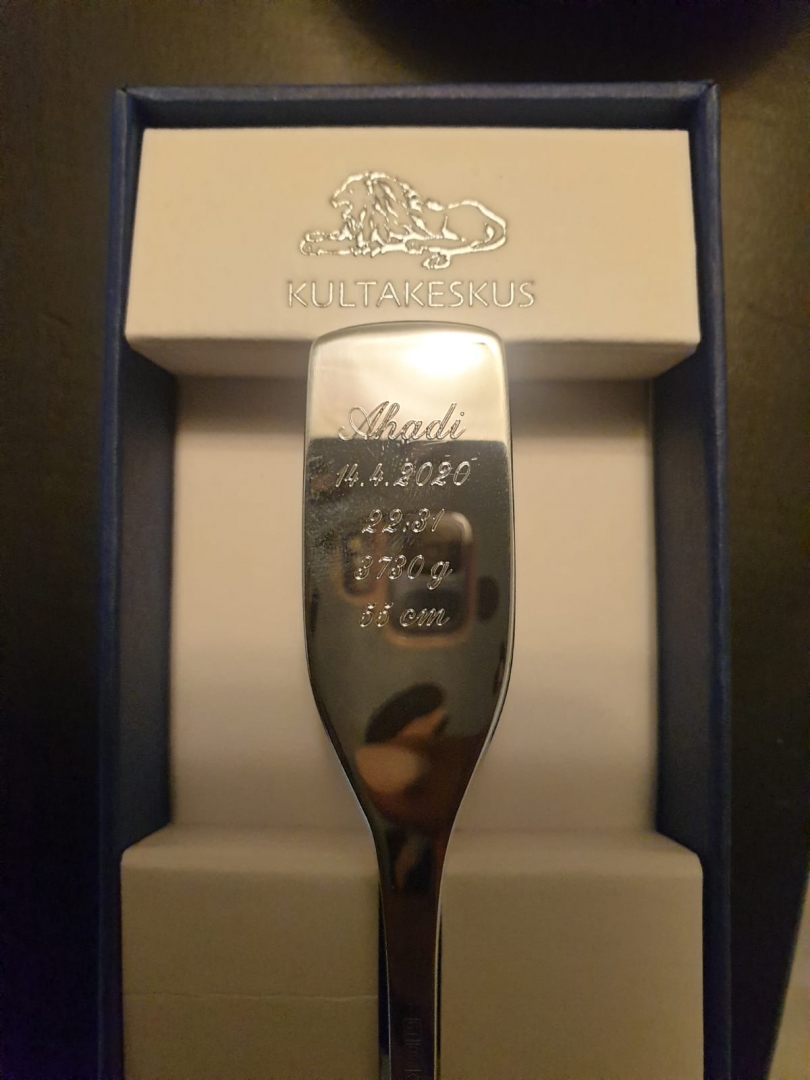 KULTAKESKUS
Ahadi
14.4.2020
22:31
3730 g
55 cm